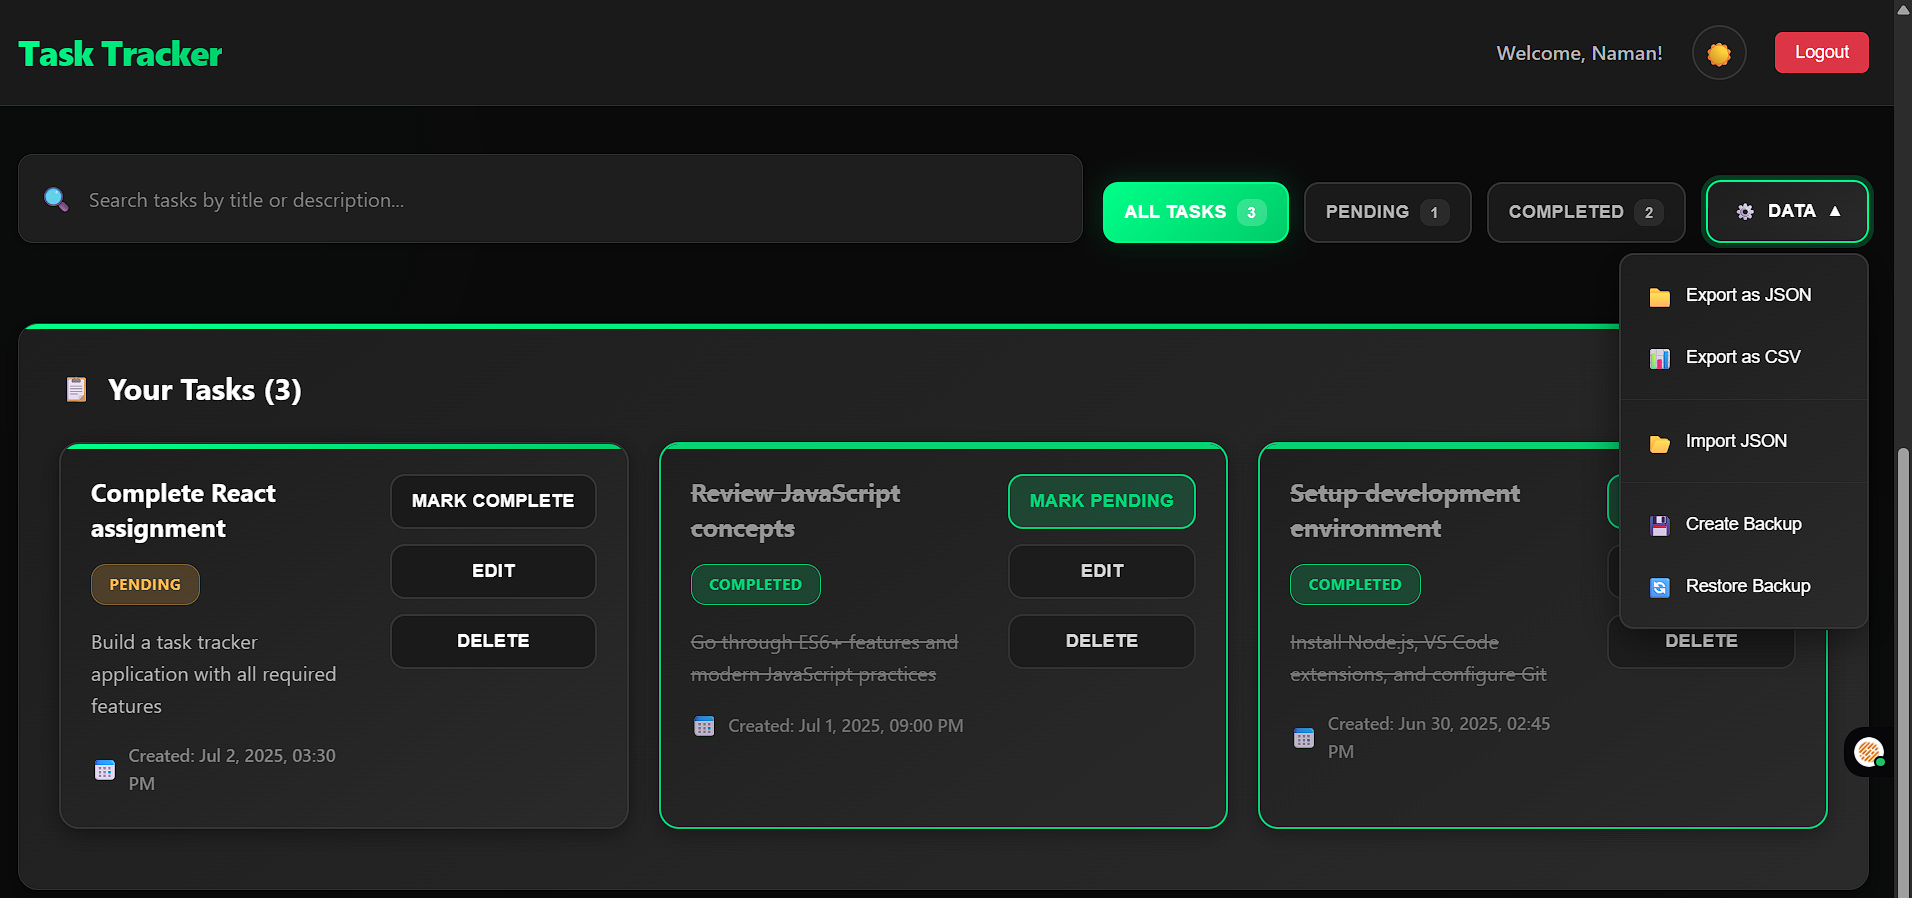 Task Tracker
Welcome, Naman!
Logout
Search tasks by title or description...
ALL TASKS 3
PENDING 1
COMPLETED 2
DATA ▲
Export as JSON
Export as CSV
Import JSON
Create Backup
Restore Backup
Your Tasks (3)
Complete React
assignment
PENDING
Build a task tracker
application with all required
features
Created: Jul 2, 2025, 03:30
PM
MARK COMPLETE
EDIT
DELETE
Review JavaScript
concepts
COMPLETED
Go through ES6+ features and
modern JavaScript practices
Created: Jul 1, 2025, 09:00 PM
MARK PENDING
EDIT
DELETE
Setup development
environment
COMPLETED
Install Node.js, VS Code
extensions, and configure Git
Created: Jun 30, 2025, 02:45
PM
DELETE